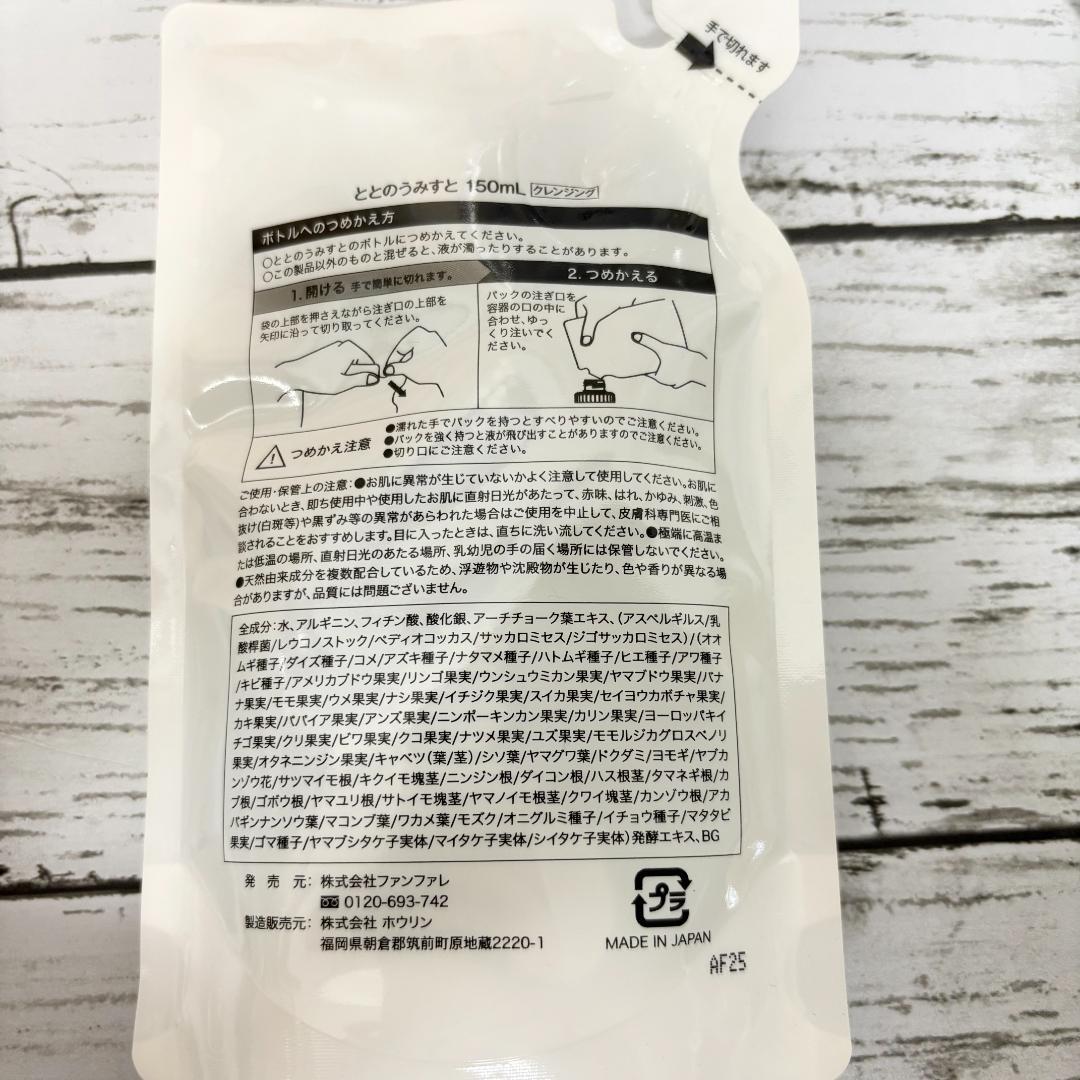 手で切れます
ととのうみすと 150mL クレンジング
ボトルへのつめかえ方
○ととのうみすとのボトルにつめかえてください。
○この製品以外のものと混ぜると、液が濁ったりすることがあります。
1. 開ける 手で簡単に切れます。
袋の上部を押さえながら注ぎ口の上部を
矢印に沿って切り取ってください。
2. つめかえる
パックの注ぎ口を
容器の口の中に
合わせ、ゆっ
くり注いでく
ださい。
つめかえ注意
●濡れた手でパックを持つとすべりやすいのでご注意ください。
●パックを強く持つと液が飛び出すことがありますのでご注意ください。
●切り口にご注意ください。
ご使用・保管上の注意：●お肌に異常が生じていないかよく注意して使用してください。お肌に
合わないとき、即ち使用中や使用したお肌に直射日光があたって、赤味、はれ、かゆみ、刺激、色
抜け(白斑等)や黒ずみ等の異常があらわれた場合はご使用を中止して、皮膚科専門医にご相
談されることをおすすめします。目に入ったときは、直ちに洗い流してください。●極端に高温ま
たは低温の場所、直射日光のあたる場所、乳幼児の手の届く場所には保管しないでください。
●天然由来成分を複数配合しているため、浮遊物や沈殿物が生じたり、色や香りが異なる場
合がありますが、品質には問題ございません。
全成分：水、アルギニン、フィチン酸、酸化銀、アーチチョーク葉エキス、（アスペルギルス/乳
酸桿菌/レウコノストック/ペディオコッカス/サッカロミセス/ジゴサッカロミセス）/（オオ
ムギ種子/ダイズ種子/コメ/アズキ種子/ナタマメ種子/ハトムギ種子/ヒエ種子/アワ種子
/キビ種子/アメリカブドウ果実/リンゴ果実/ウンシュウミカン果実/ヤマブドウ果実/バナ
ナ果実/モモ果実/ウメ果実/ナシ果実/イチジク果実/スイカ果実/セイヨウカボチャ果実/
カキ果実/パパイア果実/アンズ果実/ニンポーキンカン果実/カリン果実/ヨーロッパキイ
チゴ果実/クリ果実/ビワ果実/クコ果実/ナツメ果実/ユズ果実/モモルジカグロスベノリ
果実/オタネニンジン果実/キャベツ(葉/茎)/シソ葉/ヤマグワ葉/ドクダミ/ヨモギ/ヤブカ
ンゾウ花/サツマイモ根/キクイモ塊茎/ニンジン根/ダイコン根/ハス根茎/タマネギ根/カ
ブ根/ゴボウ根/ヤマユリ根/サトイモ塊茎/ヤマノイモ根茎/クワイ塊茎/カンゾウ根/アカ
バギンナンソウ葉/マコンブ葉/ワカメ葉/モズク/オニグルミ種子/イチョウ種子/マタタビ
果実/ゴマ種子/ヤマブシタケ子実体/マイタケ子実体/シイタケ子実体）発酵エキス、BG
発売元：株式会社ファンファレ
0120-693-742
製造販売元：株式会社 ホウリン
福岡県朝倉郡筑前町原地蔵2220-1
プラ
MADE IN JAPAN
AF25